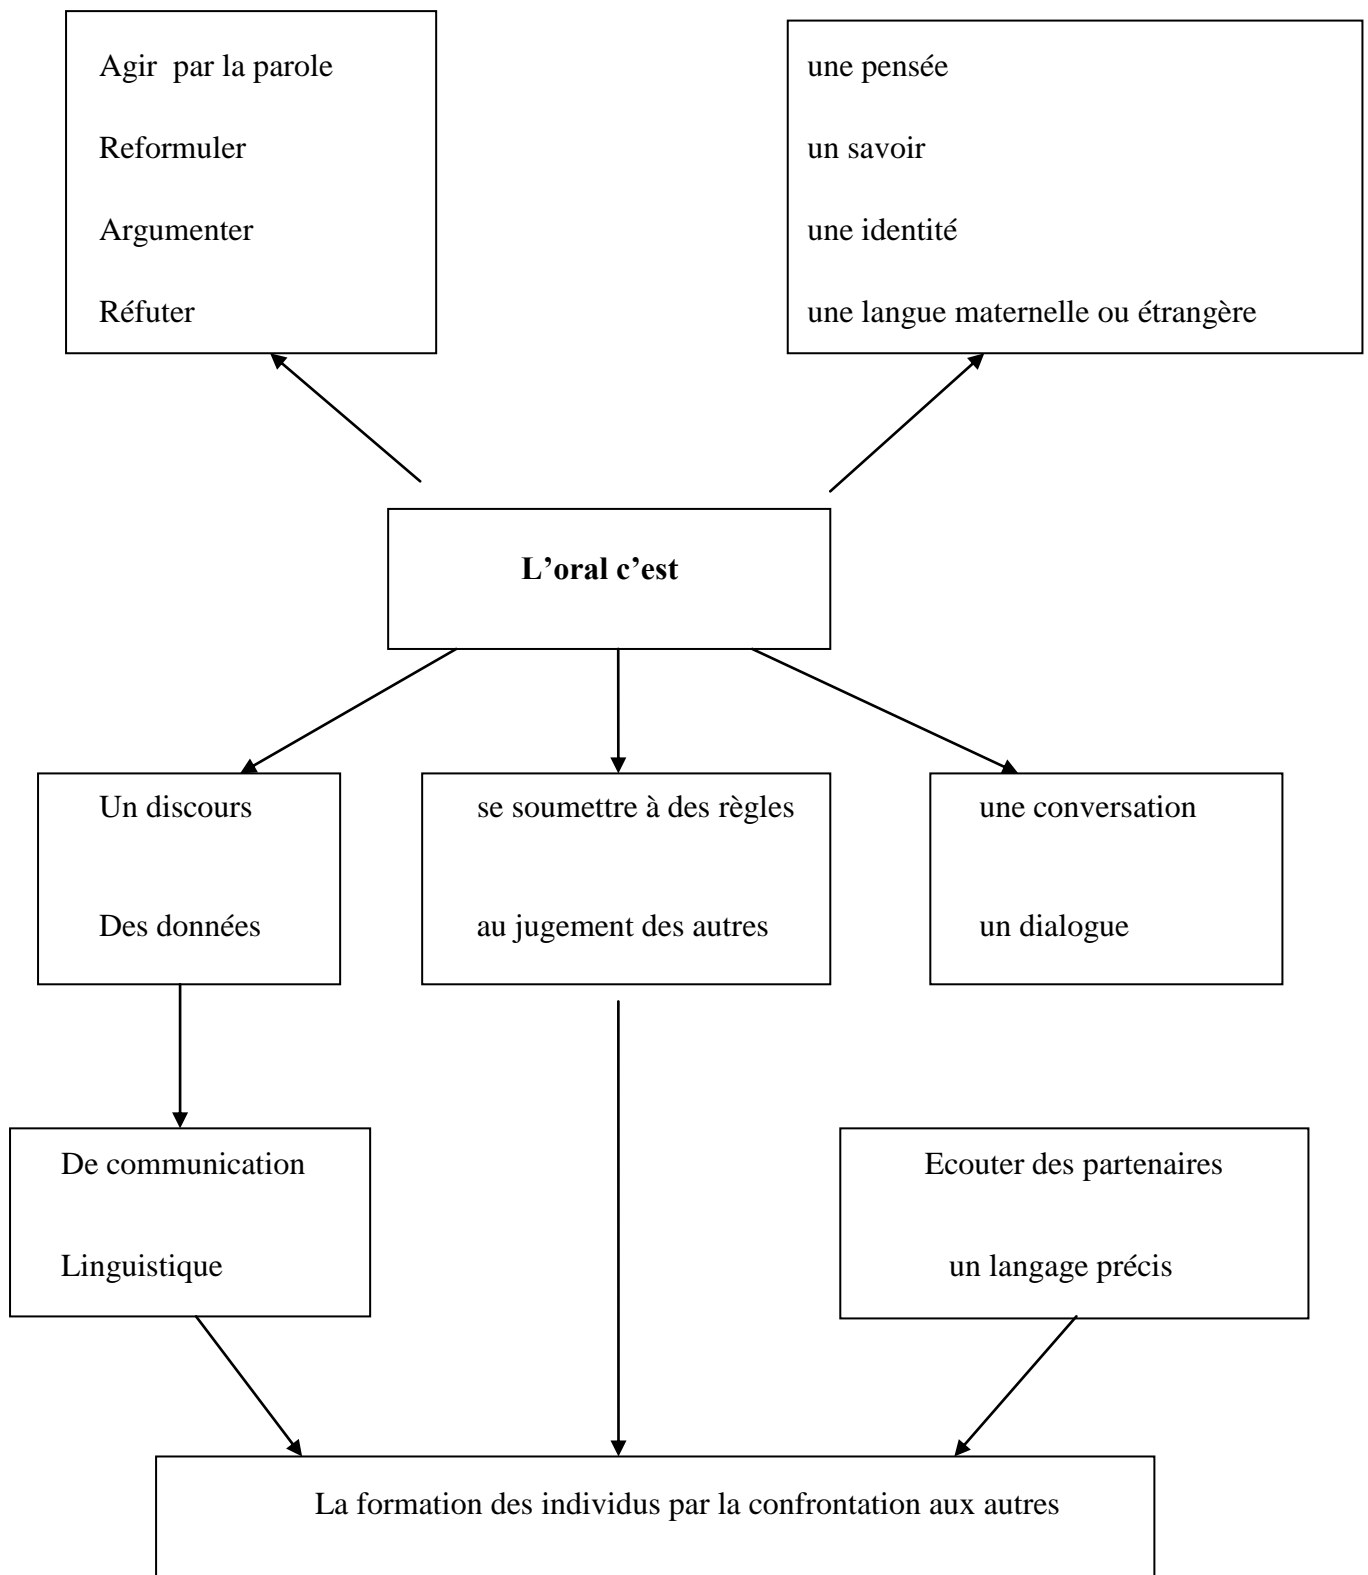 Agir  par la parole
Reformuler
Argumenter
Réfuter
une pensée
un savoir
une identité
une langue maternelle ou étrangère
L’oral c’est
Un discours
Des données
se soumettre à des règles
au jugement des autres
une conversation
un dialogue
De communication
Linguistique
Ecouter des partenaires
un langage précis
La formation des individus par la confrontation aux autres